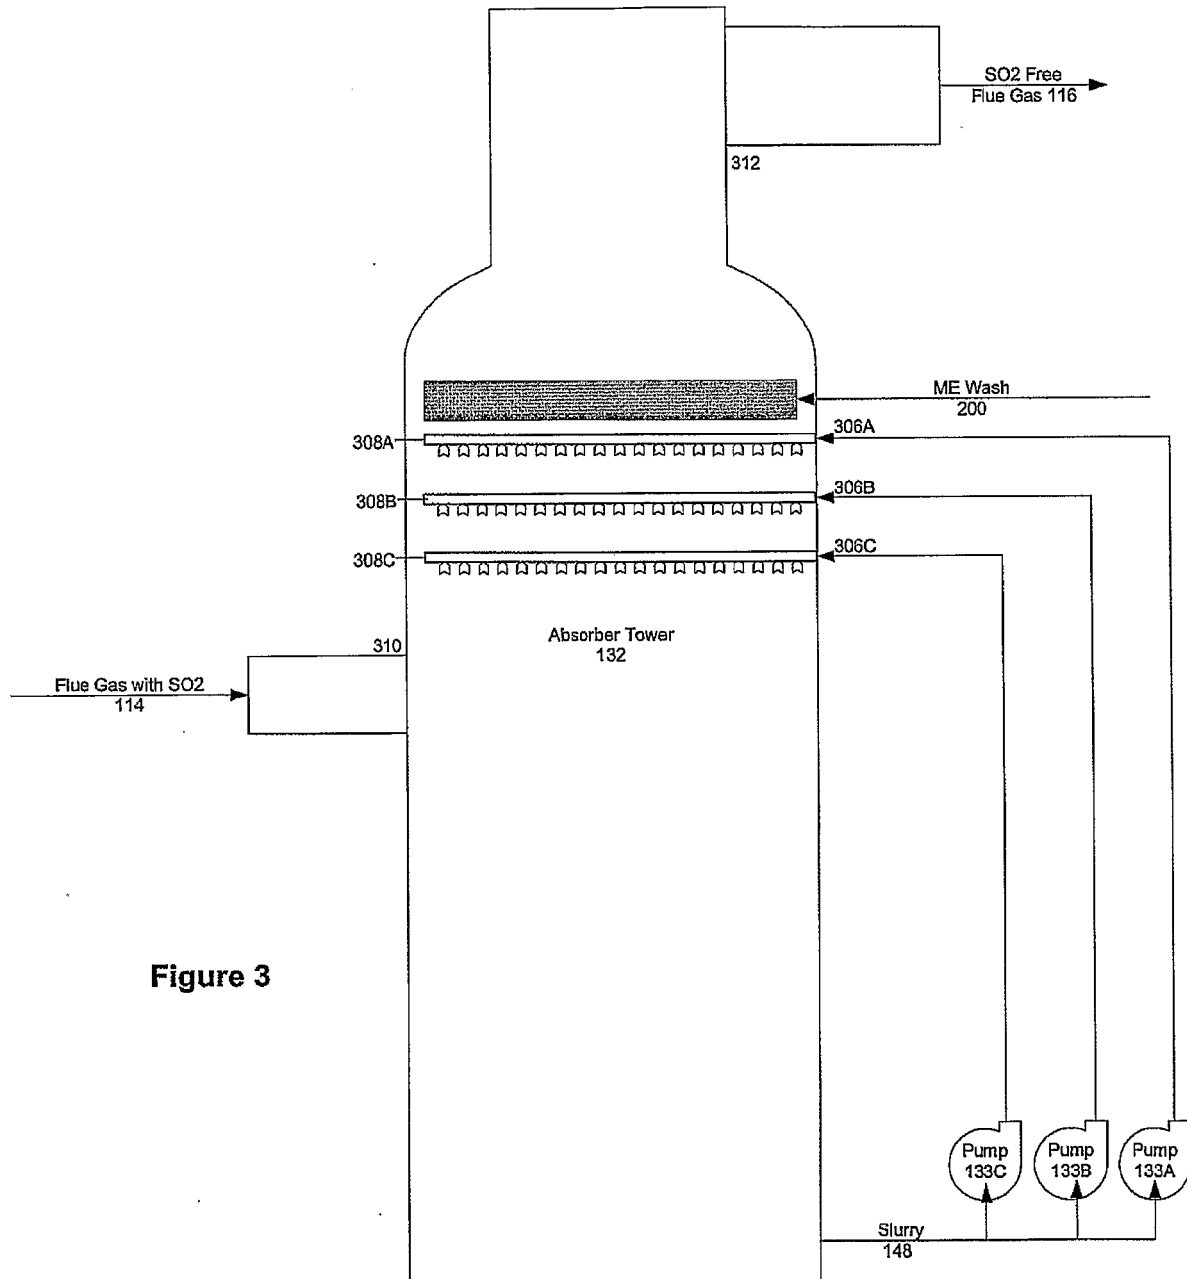 SO2 Free
Flue Gas 116
312
ME Wash
200
308A
306A
308B
306B
308C
306C
310
Absorber Tower
132
Flue Gas with SO2
114
Figure 3
Pump
133C
Pump
133B
Pump
133A
Slurry
148